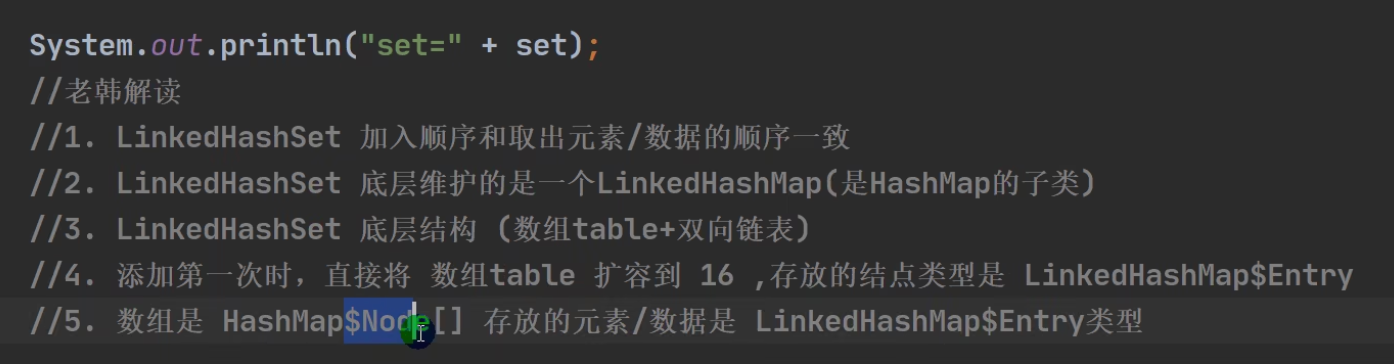 System.out.println("set=" + set);
//老韩解读
//1. LinkedHashSet 加入顺序和取出元素/数据的顺序一致
//2. LinkedHashSet 底层维护的是一个LinkedHashMap(是HashMap的子类)
//3. LinkedHashSet 底层结构 (数组table+双向链表)
//4. 添加第一次时，直接将 数组table 扩容到 16 ,存放的结点类型是 LinkedHashMap$Entry
//5. 数组是 HashMap$Node[] 存放的元素/数据是 LinkedHashMap$Entry类型